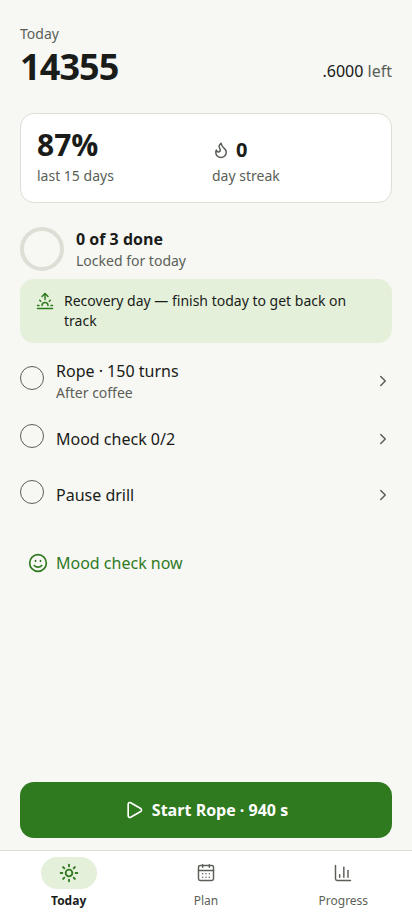 Today
14355
.6000 left
87%
last 15 days
0
day streak
0 of 3 done
Locked for today
Recovery day — finish today to get back on
track
Rope · 150 turns
After coffee
Mood check 0/2
Pause drill
Mood check now
Start Rope · 940 s
Today
Plan
Progress